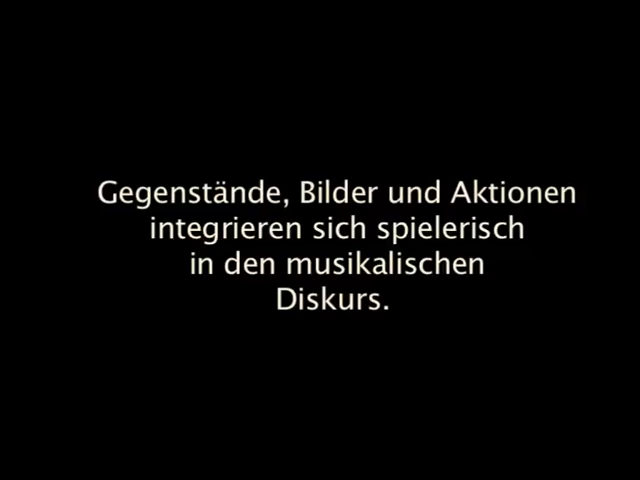 Gegenstände, Bilder und Aktionen
integrieren sich spielerisch
in den musikalischen
Diskurs.